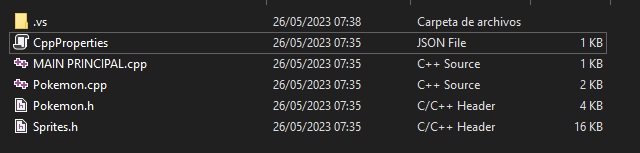 .vs 26/05/2023 07:38 Carpeta de archivos
CppProperties 26/05/2023 07:35 JSON File 1 KB
MAIN PRINCIPAL.cpp 26/05/2023 07:35 C++ Source 1 KB
Pokemon.cpp 26/05/2023 07:35 C++ Source 2 KB
Pokemon.h 26/05/2023 07:35 C/C++ Header 4 KB
Sprites.h 26/05/2023 07:35 C/C++ Header 16 KB